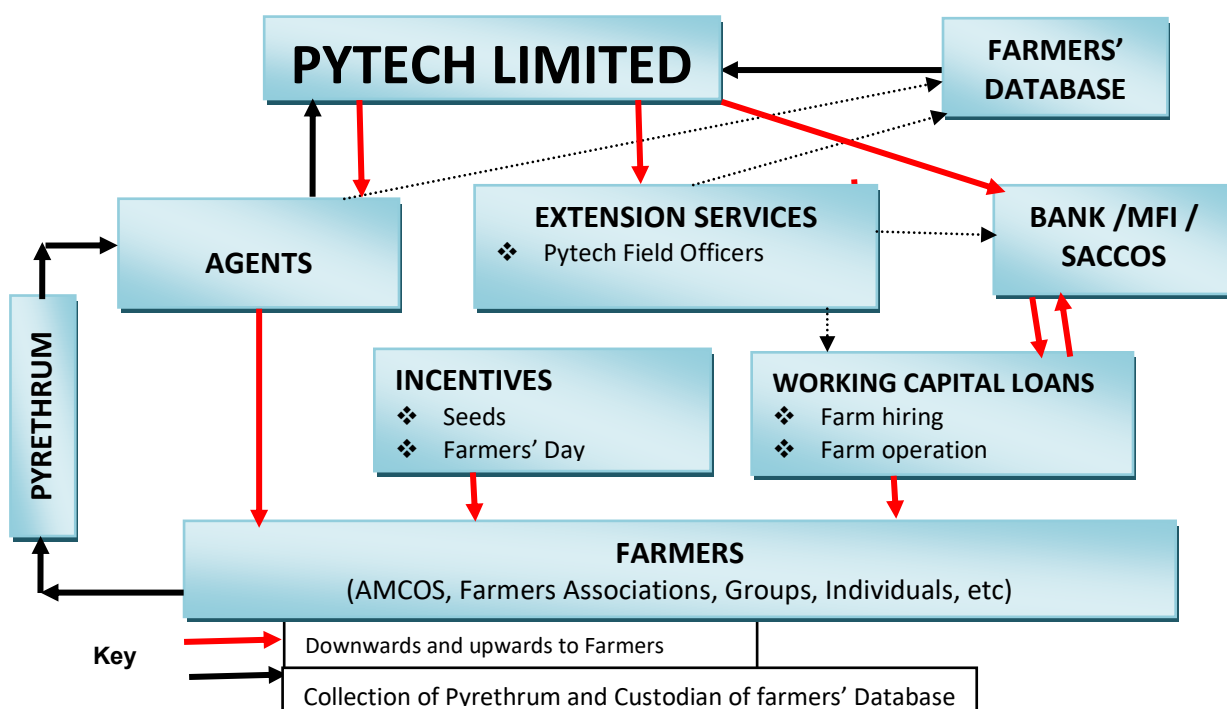 PYTECH LIMITED
FARMERS’
DATABASE
AGENTS
EXTENSION SERVICES
❖ Pytech Field Officers
BANK /MFI /
SACCOS
PYRETHRUM
INCENTIVES
❖ Seeds
❖ Farmers’ Day
WORKING CAPITAL LOANS
❖ Farm hiring
❖ Farm operation
FARMERS
(AMCOS, Farmers Associations, Groups, Individuals, etc)
Key
Downwards and upwards to Farmers
Collection of Pyrethrum and Custodian of farmers’ Database